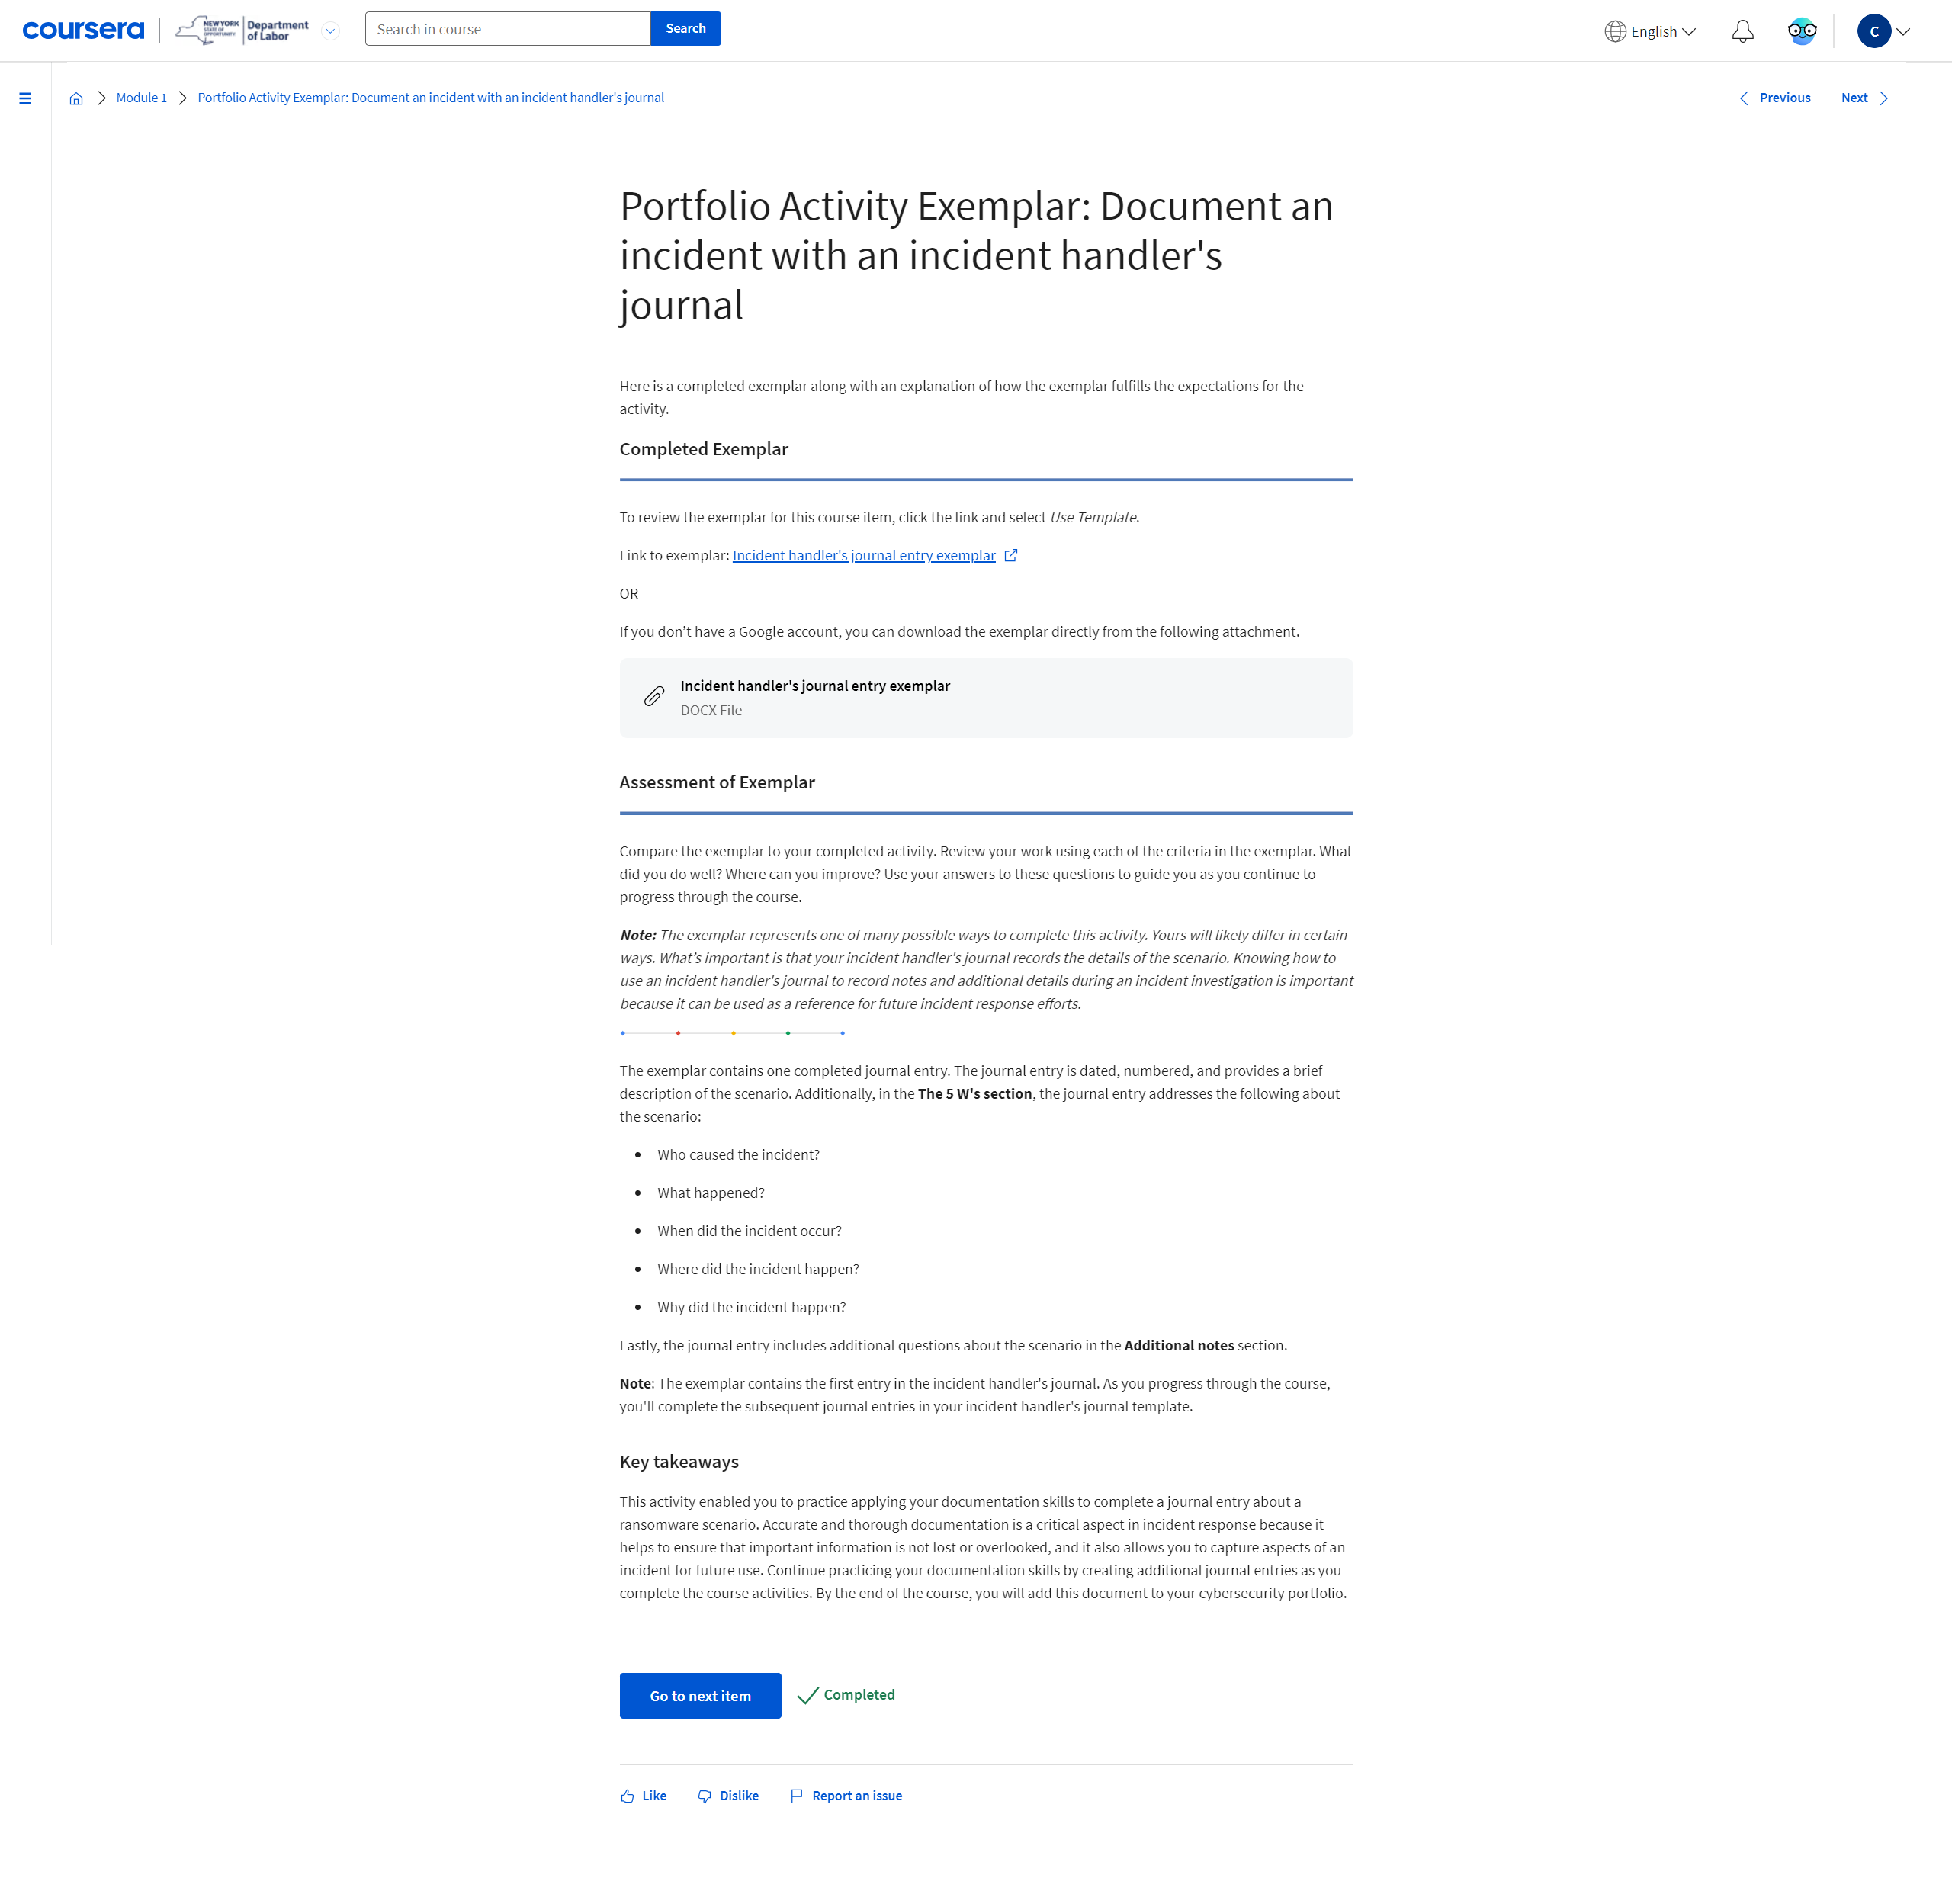 coursera
NEW YORK
STATE OF
OPPORTUNITY
Department
of Labor
Search in course
Search
English
C
Module 1
Portfolio Activity Exemplar: Document an incident with an incident handler's journal
Previous
Next
Portfolio Activity Exemplar: Document an
incident with an incident handler's
journal
Here is a completed exemplar along with an explanation of how the exemplar fulfills the expectations for the
activity.
Completed Exemplar
To review the exemplar for this course item, click the link and select Use Template.
Link to exemplar: Incident handler's journal entry exemplar
OR
If you don’t have a Google account, you can download the exemplar directly from the following attachment.
Incident handler's journal entry exemplar
DOCX File
Assessment of Exemplar
Compare the exemplar to your completed activity. Review your work using each of the criteria in the exemplar. What
did you do well? Where can you improve? Use your answers to these questions to guide you as you continue to
progress through the course.
Note: The exemplar represents one of many possible ways to complete this activity. Yours will likely differ in certain
ways. What’s important is that your incident handler's journal records the details of the scenario. Knowing how to
use an incident handler's journal to record notes and additional details during an incident investigation is important
because it can be used as a reference for future incident response efforts.
The exemplar contains one completed journal entry. The journal entry is dated, numbered, and provides a brief
description of the scenario. Additionally, in the The 5 W's section, the journal entry addresses the following about
the scenario:
Who caused the incident?
What happened?
When did the incident occur?
Where did the incident happen?
Why did the incident happen?
Lastly, the journal entry includes additional questions about the scenario in the Additional notes section.
Note: The exemplar contains the first entry in the incident handler's journal. As you progress through the course,
you’ll complete the subsequent journal entries in your incident handler's journal template.
Key takeaways
This activity enabled you to practice applying your documentation skills to complete a journal entry about a
ransomware scenario. Accurate and thorough documentation is a critical aspect in incident response because it
helps to ensure that important information is not lost or overlooked, and it also allows you to capture aspects of an
incident for future use. Continue practicing your documentation skills by creating additional journal entries as you
complete the course activities. By the end of the course, you will add this document to your cybersecurity portfolio.
Go to next item
Completed
Like
Dislike
Report an issue